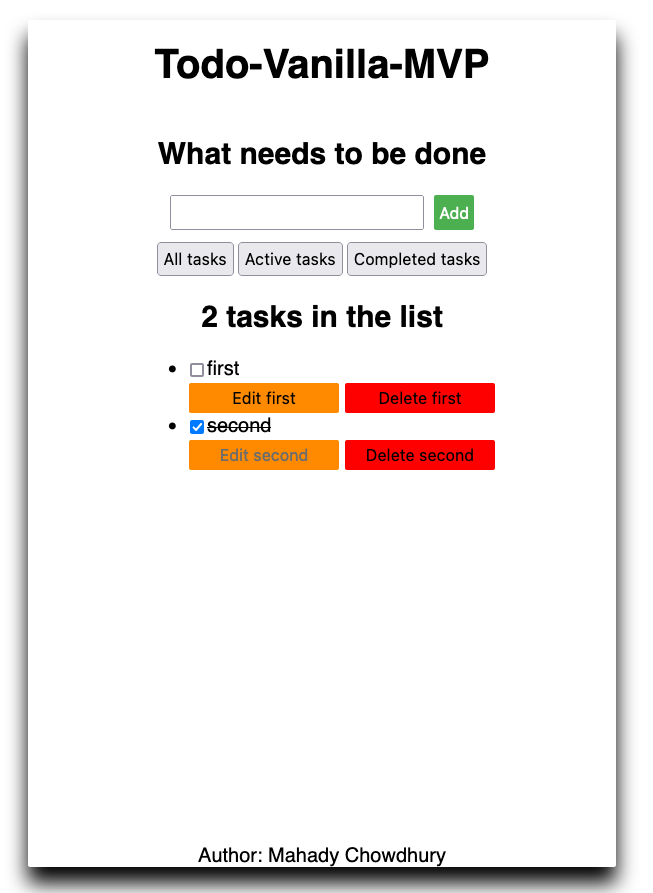 Todo-Vanilla-MVP
What needs to be done
Add
All tasks Active tasks Completed tasks
2 tasks in the list
first
Edit first Delete first
second
Edit second Delete second
Author: Mahady Chowdhury